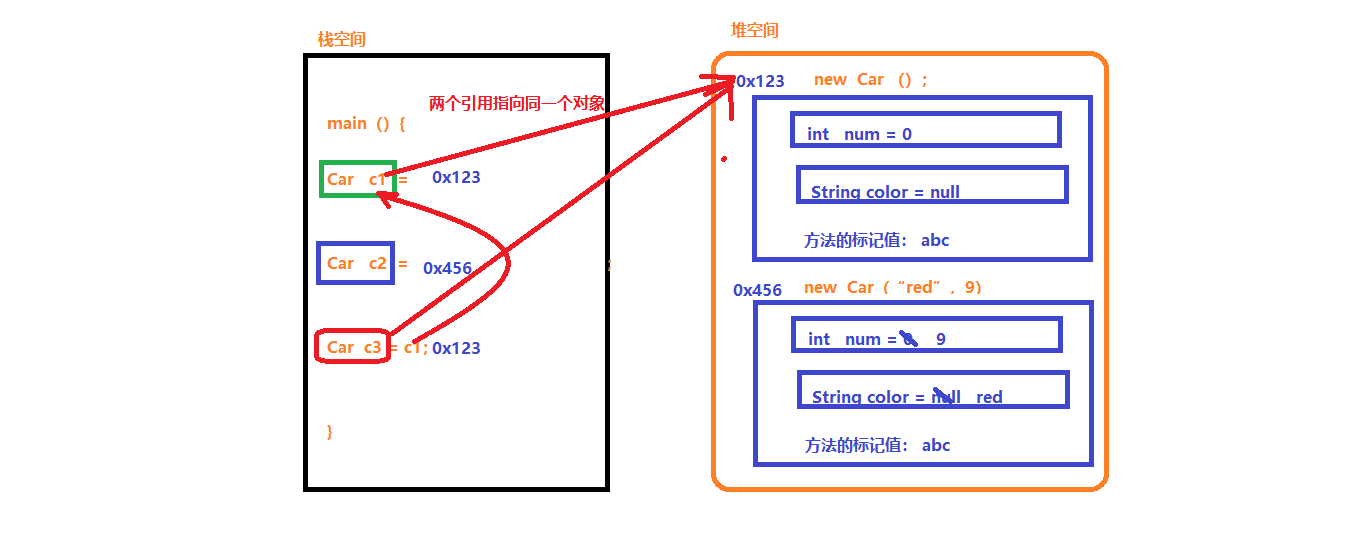 栈空间
堆空间
main（）{
两个引用指向同一个对象
Car c1 = 0x123
Car c2 = 0x456
Car c3 = c1; 0x123
}
0x123 new Car （）;
int num = 0
String color = null
方法的标记值： abc
0x456 new Car (“red”, 9)
int num = 0 9
String color = null red
方法的标记值： abc